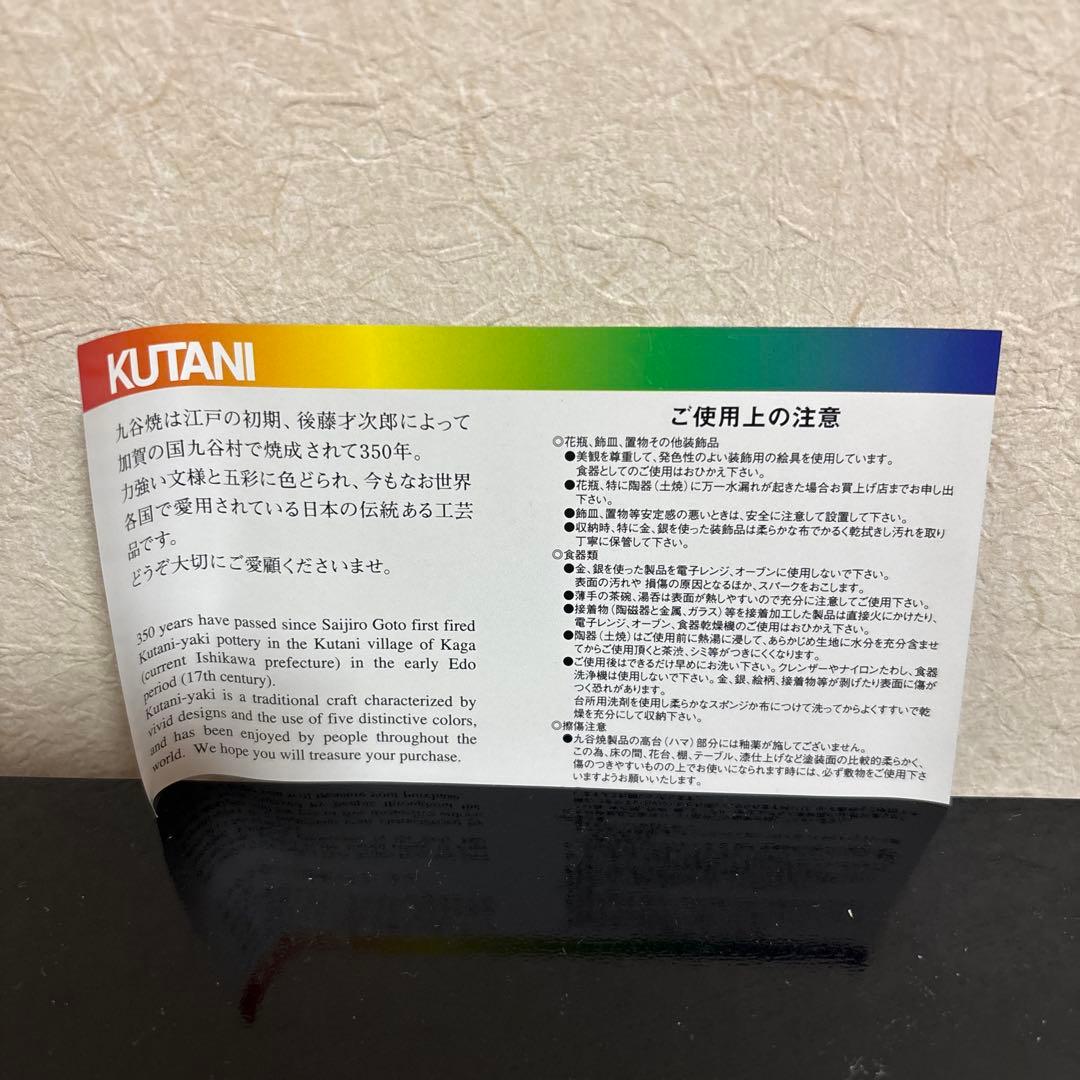 KUTANI
九谷焼は江戸の初期、後藤才次郎によって
加賀の国九谷村で焼成されて350年。
力強い文様と五彩に色どられ、今もなお世界
各国で愛用されている日本の伝統ある工芸
品です。
どうぞ大切にご愛顧くださいませ。
350 years have passed since Saijiro Goto first fired
Kutani-yaki pottery in the Kutani village of Kaga
(current Ishikawa prefecture) in the early Edo
period (17th century).
Kutani-yaki is a traditional craft characterized by
vivid designs and the use of five distinctive colors,
and has been enjoyed by people throughout the
world. We hope you will treasure your purchase.
ご使用上の注意
◎花瓶、飾皿、置物その他装飾品
●美観を尊重して、発色性のよい装飾用の絵具を使用しています。
食器としてのご使用はおひかえ下さい。
●花瓶、特に陶器(土焼)に万一水漏れが起きた場合お買上げ店までお申し出
下さい。
●飾皿、置物等安定感の悪いときは、安全に注意して設置して下さい。
●収納時、特に金、銀を使った装飾品は柔らかな布でかるく乾拭きし汚れを取り
丁寧に保管して下さい。
◎食器類
●金、銀を使った製品を電子レンジ、オーブンに使用しないで下さい。
表面の汚れや 損傷の原因となるほか、スパークをおこします。
●薄手の茶碗、湯呑は表面が熱しやすいので充分に注意してご使用下さい。
●接着物(陶磁器と金属、ガラス)等を接着加工した製品は直接火にかけたり、
電子レンジ、オーブン、食器乾燥機のご使用はおひかえ下さい。
●陶器(土焼)はご使用前に熱湯に浸して、あらかじめ生地に水分を充分含ませ
てからご使用頂くと茶渋、シミ等がつきにくくなります。
●ご使用後はできるだけ早めにお洗い下さい。クレンザーやナイロンたわし、食器
洗浄機は使用しないで下さい。金、銀、絵柄、接着物等が剥げたり表面に傷が
つく恐れがあります。
台所用洗剤を使用し柔らかなスポンジか布につけて洗ってからよくすすいで乾
燥を充分にして収納下さい。
◎擦傷注意
●九谷焼製品の高台(ハマ)部分には釉薬が施してございません。
この為、床の間、花台、棚、テーブル、漆仕上げなど塗装面の比較的柔らかく、
傷のつきやすいものの上でお使いになられます時には、必ず敷物をご使用下さ
いますようお願いいたします。